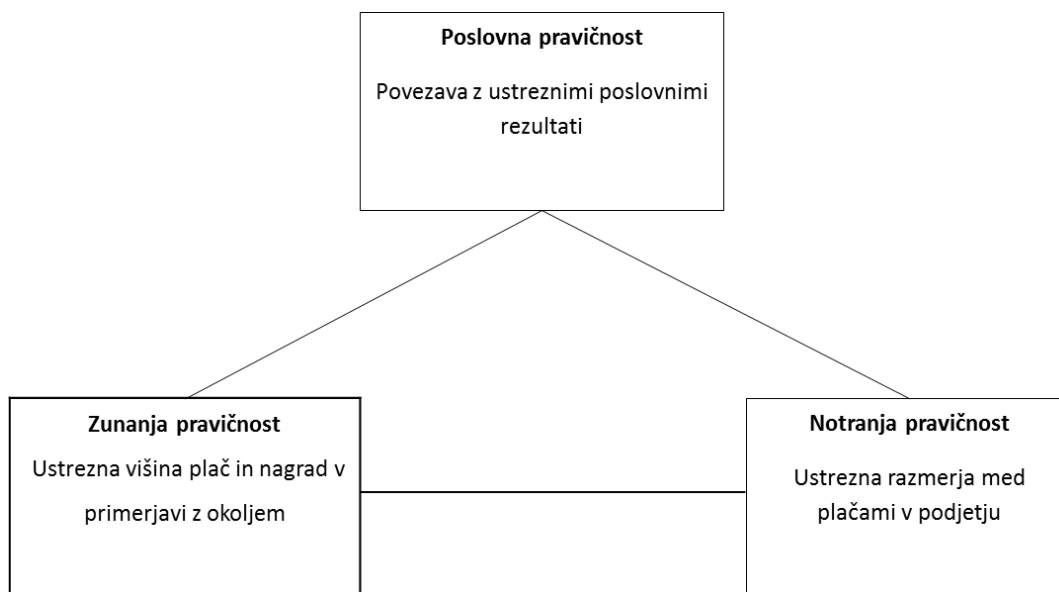 Poslovna pravičnost
Povezava z ustreznimi poslovnimi
rezultati
Zunanja pravičnost
Ustrezna višina plač in nagrad v
primerjavi z okoljem
Notranja pravičnost
Ustrezna razmerja med
plačami v podjetju